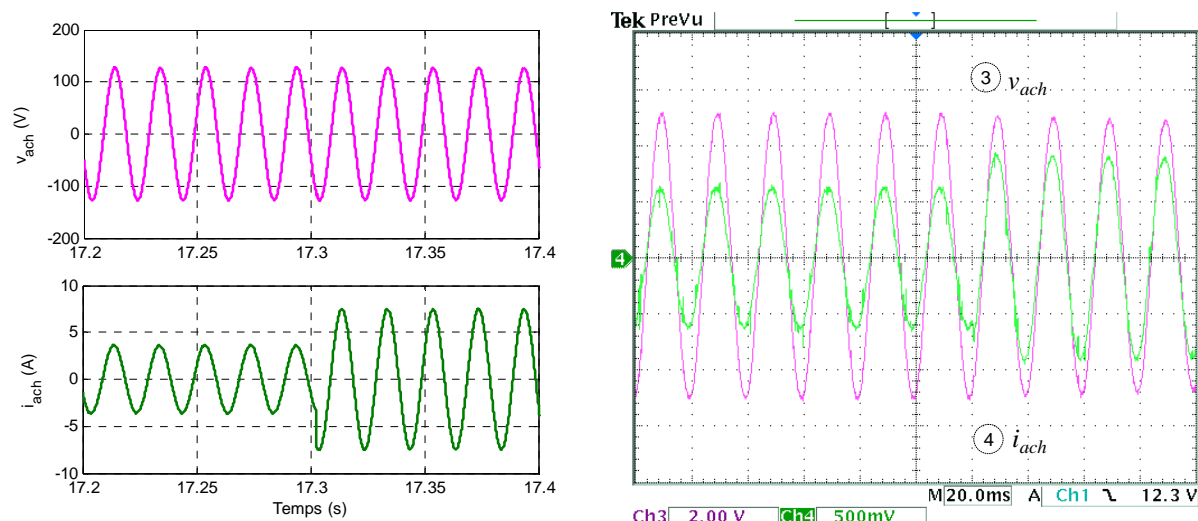 200
100
0
-100
-200
v_ach (V)
17.2 17.25 17.3 17.35 17.4
10
5
0
-5
-10
i_ach (A)
17.2 17.25 17.3 17.35 17.4
Temps (s)
Tek PreVu
3 v_ach
4
4 i_ach
M 20.0ms A Ch1 12.3 V
Ch3 2.00 V Ch4 500mV